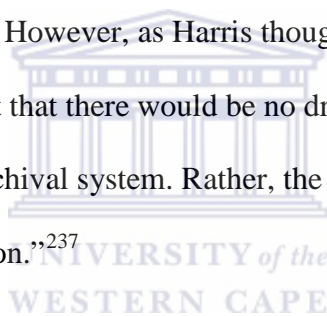 However, as Harris thoug
t that there would be no dr
chival system. Rather, the
on.”237
UNIVERSITY of the
WESTERN CAPE